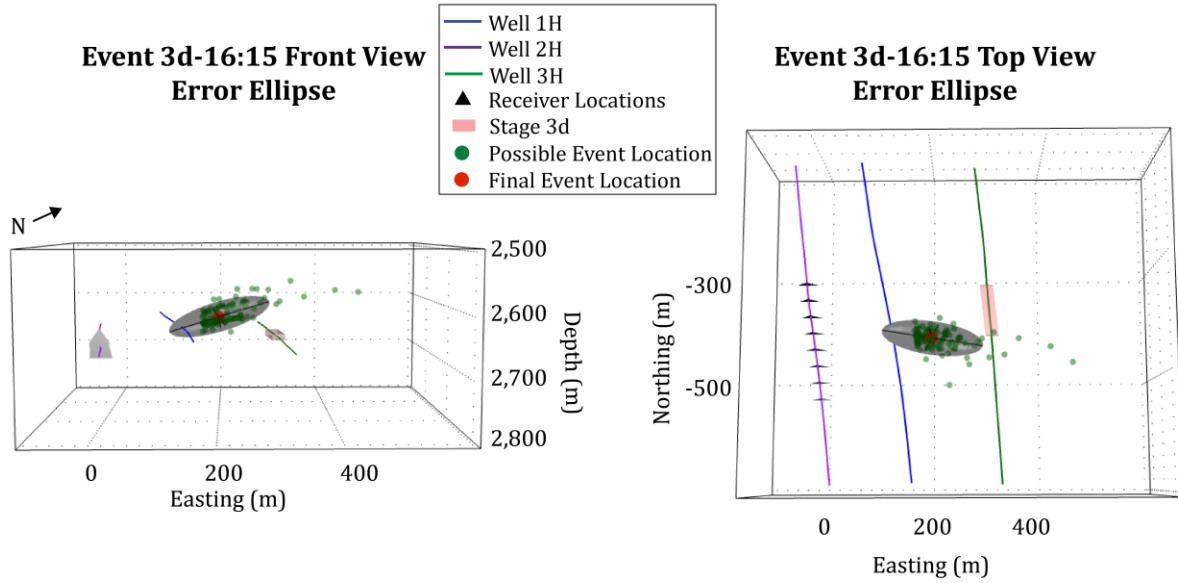 Event 3d-16:15 Front View
Error Ellipse
Well 1H
Well 2H
Well 3H
Receiver Locations
Stage 3d
Possible Event Location
Final Event Location
Event 3d-16:15 Top View
Error Ellipse
N
2,500
2,600
2,700
2,800
Depth (m)
0 200 400
Easting (m)
-300
-500
Northing (m)
0 200 400
Easting (m)